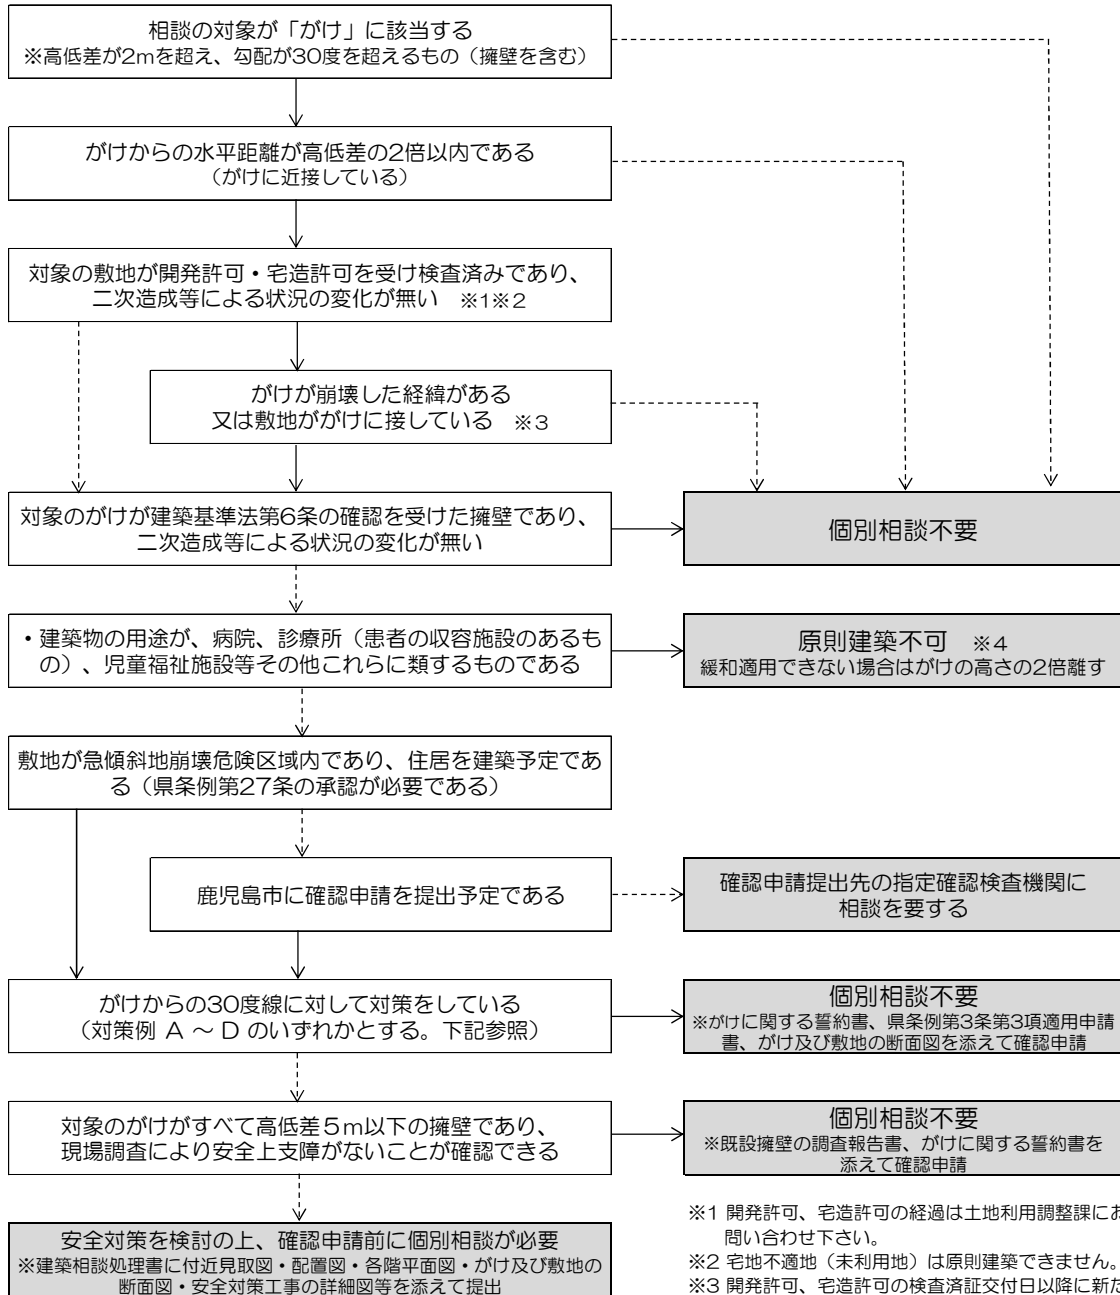 相談の対象が「がけ」に該当する
※高低差が2mを超え、勾配が30度を超えるもの（擁壁を含む）
がけからの水平距離が高低差の2倍以内である
（がけに近接している）
対象の敷地が開発許可・宅造許可を受け検査済みであり、
二次造成等による状況の変化が無い　※1※2
がけが崩壊した経緯がある
又は敷地ががけに接している　※3
対象のがけが建築基準法第6条の確認を受けた擁壁であり、
二次造成等による状況の変化が無い
個別相談不要
・建築物の用途が、病院、診療所（患者の収容施設のあるも
の）、児童福祉施設等その他これらに類するものである
原則建築不可　※4
緩和適用できない場合はがけの高さの2倍離す
敷地が急傾斜地崩壊危険区域内であり、住居を建築予定であ
る（県条例第27条の承認が必要である）
鹿児島市に確認申請を提出予定である
確認申請提出先の指定確認検査機関に
相談を要する
がけからの30度線に対して対策をしている
（対策例 A ～ D のいずれかとする。下記参照）
個別相談不要
※がけに関する誓約書、県条例第3条第3項適用申請
書、がけ及び敷地の断面図を添えて確認申請
対象のがけがすべて高低差５m以下の擁壁であり、
現場調査により安全上支障がないことが確認できる
個別相談不要
※既設擁壁の調査報告書、がけに関する誓約書を
添えて確認申請
安全対策を検討の上、確認申請前に個別相談が必要
※建築相談処理書に付近見取図・配置図・各階平面図・がけ及び敷地の
断面図・安全対策工事の詳細図等を添えて提出
※1 開発許可、宅造許可の経過は土地利用調整課にお
問い合わせ下さい。
※2 宅地不適地（未利用地）は原則建築できません。
※3 開発許可、宅造許可の検査済証交付日以降に新た